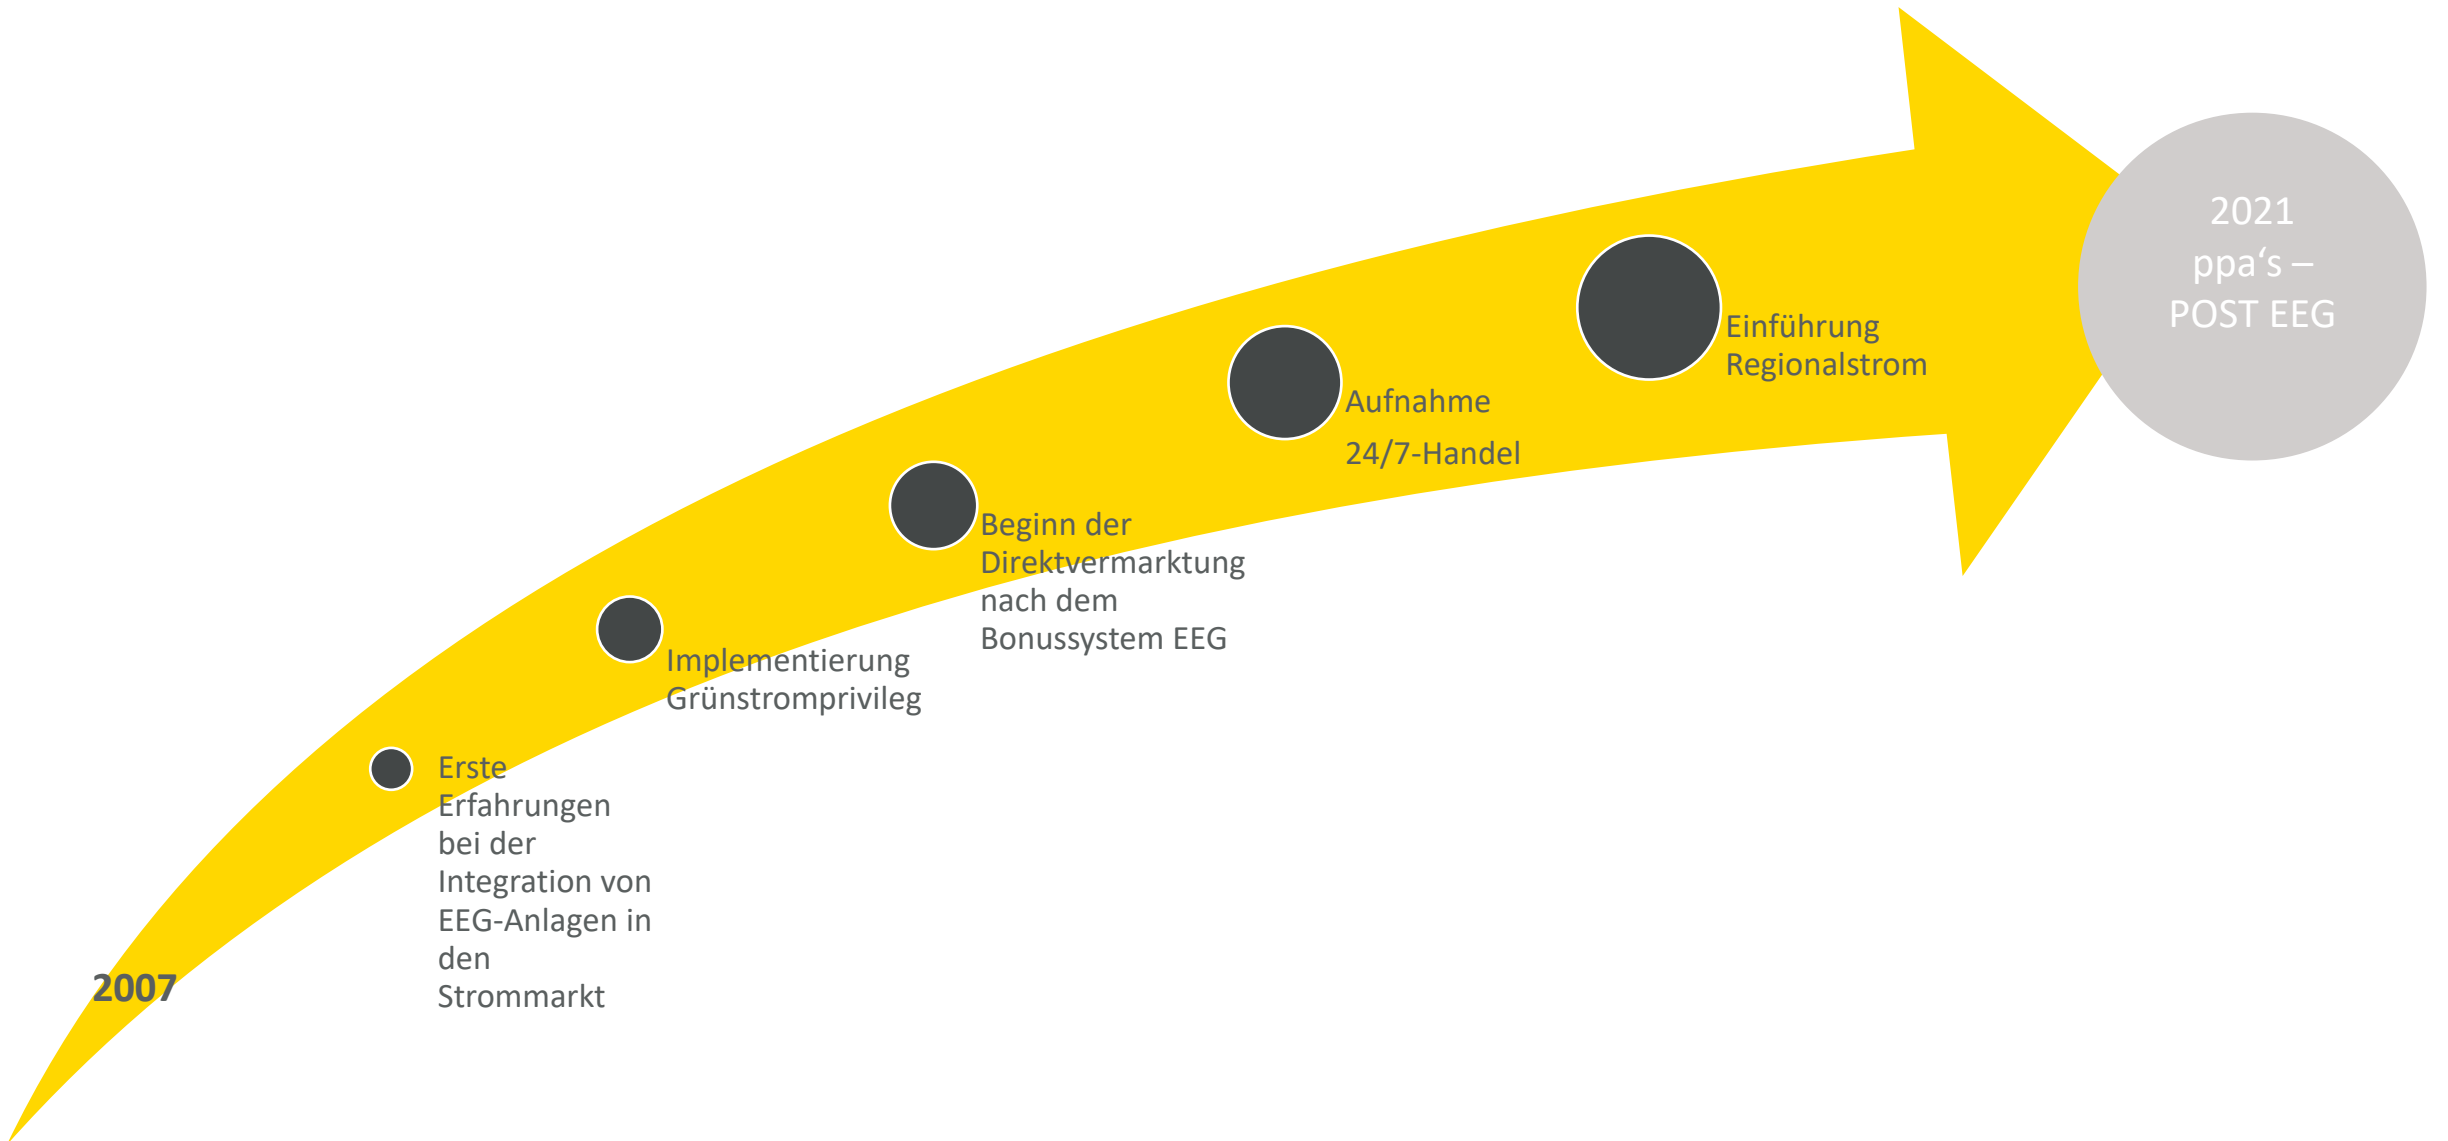 2007
Erste
Erfahrungen
bei der
Integration von
EEG-Anlagen in
den
Strommarkt
Implementierung
Grünstromprivileg
Beginn der
Direktvermarktung
nach dem
Bonussystem EEG
Aufnahme
24/7-Handel
Einführung
Regionalstrom
2021
ppa‘s –
POST EEG